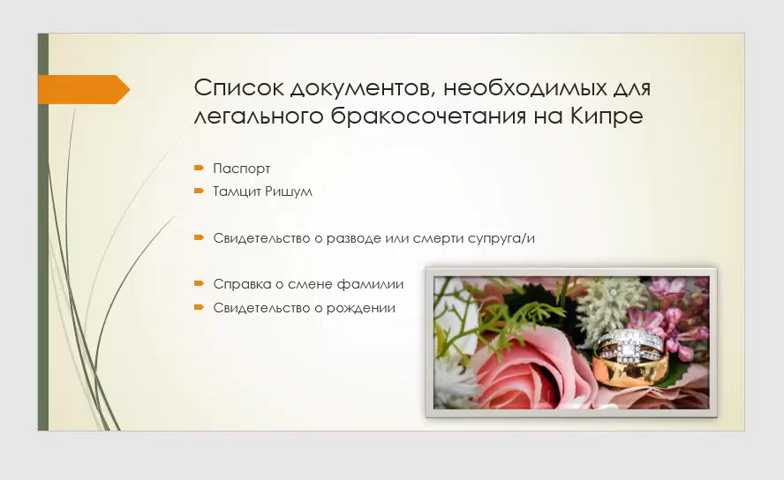 Список документов, необходимых для
легального бракосочетания на Кипре
Паспорт
Тамцит Ришум
Свидетельство о разводе или смерти супруга/и
Справка о смене фамилии
Свидетельство о рождении